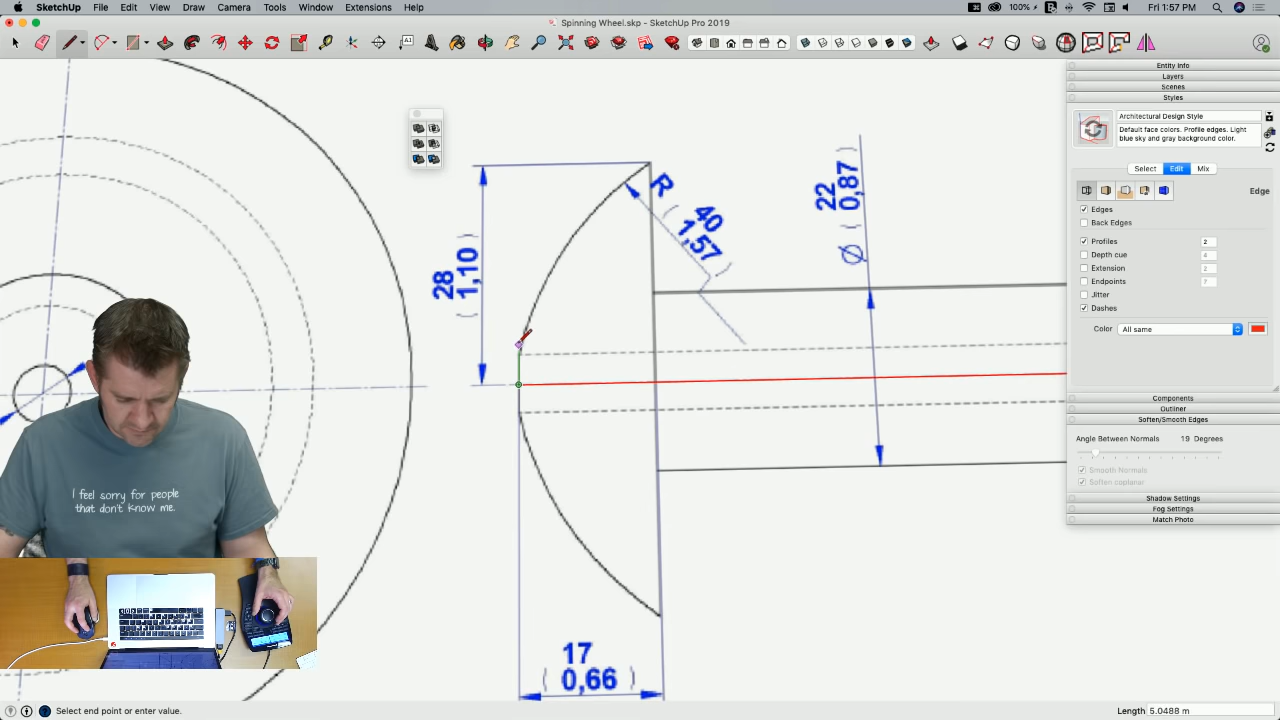 SketchUp File Edit View Draw Camera Tools Window Extensions Help
100% Fri 1:57 PM
Spinning Wheel.skp - SketchUp Pro 2019
Entity Info
Layers
Scenes
Styles
Architectural Design Style
Default face colors. Profile edges. Light
blue sky and gray background color.
Select Edit Mix
Edge
Edges
Back Edges
Profiles 2
Depth cue 4
Extension 2
Endpoints 7
Jitter
Dashes
Color All same
Components
Outliner
Soften/Smooth Edges
Angle Between Normals 19 Degrees
Smooth Normals
Soften coplanar
Shadow Settings
Fog Settings
Match Photo
28
( 1,10 )
R 40
( 1,57 )
22
Ø ( 0,87 )
17
( 0,66 )
I feel sorry for people
that don't know me.
Select end point or enter value.
Length 5.0488 m